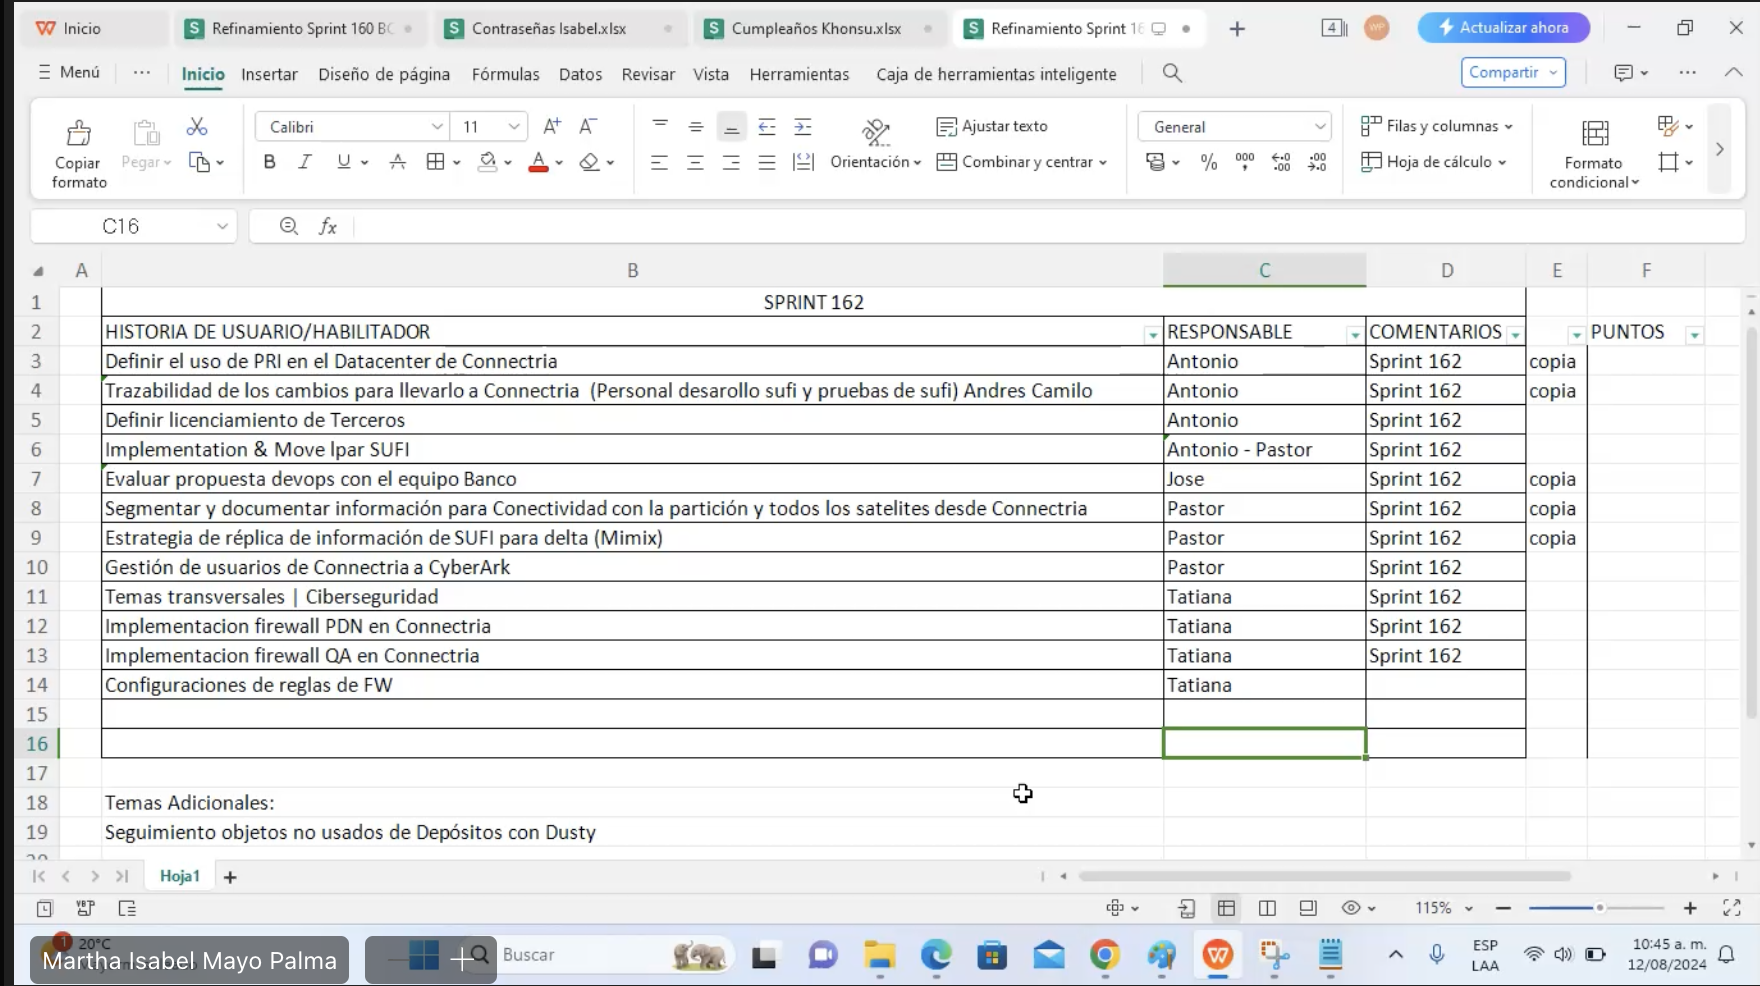 Inicio Refinamiento Sprint 160 BC Contraseñas Isabel.xlsx Cumpleaños Khonsu.xlsx Refinamiento Sprint 16 4 WP Actualizar ahora
Menú Inicio Insertar Diseño de página Fórmulas Datos Revisar Vista Herramientas Caja de herramientas inteligente Compartir
Copiar formato Pegar Calibri 11 Orientación Ajustar texto Combinar y centrar General Filas y columnas Hoja de cálculo Formato condicional
C16 fx
A B C D E F
1 SPRINT 162
2 HISTORIA DE USUARIO/HABILITADOR RESPONSABLE COMENTARIOS PUNTOS
3 Definir el uso de PRI en el Datacenter de Connectria Antonio Sprint 162 copia
4 Trazabilidad de los cambios para llevarlo a Connectria (Personal desarollo sufi y pruebas de sufi) Andres Camilo Antonio Sprint 162 copia
5 Definir licenciamiento de Terceros Antonio Sprint 162
6 Implementation & Move lpar SUFI Antonio - Pastor Sprint 162
7 Evaluar propuesta devops con el equipo Banco Jose Sprint 162 copia
8 Segmentar y documentar información para Conectividad con la partición y todos los satelites desde Connectria Pastor Sprint 162 copia
9 Estrategia de réplica de información de SUFI para delta (Mimix) Pastor Sprint 162 copia
10 Gestión de usuarios de Connectria a CyberArk Pastor Sprint 162
11 Temas transversales | Ciberseguridad Tatiana Sprint 162
12 Implementacion firewall PDN en Connectria Tatiana Sprint 162
13 Implementacion firewall QA en Connectria Tatiana Sprint 162
14 Configuraciones de reglas de FW Tatiana
15
16
17
18 Temas Adicionales:
19 Seguimiento objetos no usados de Depósitos con Dusty
20
Hoja1
115%
1 20°C
Martha Isabel Mayo Palma Buscar ESP LAA 10:45 a. m. 12/08/2024